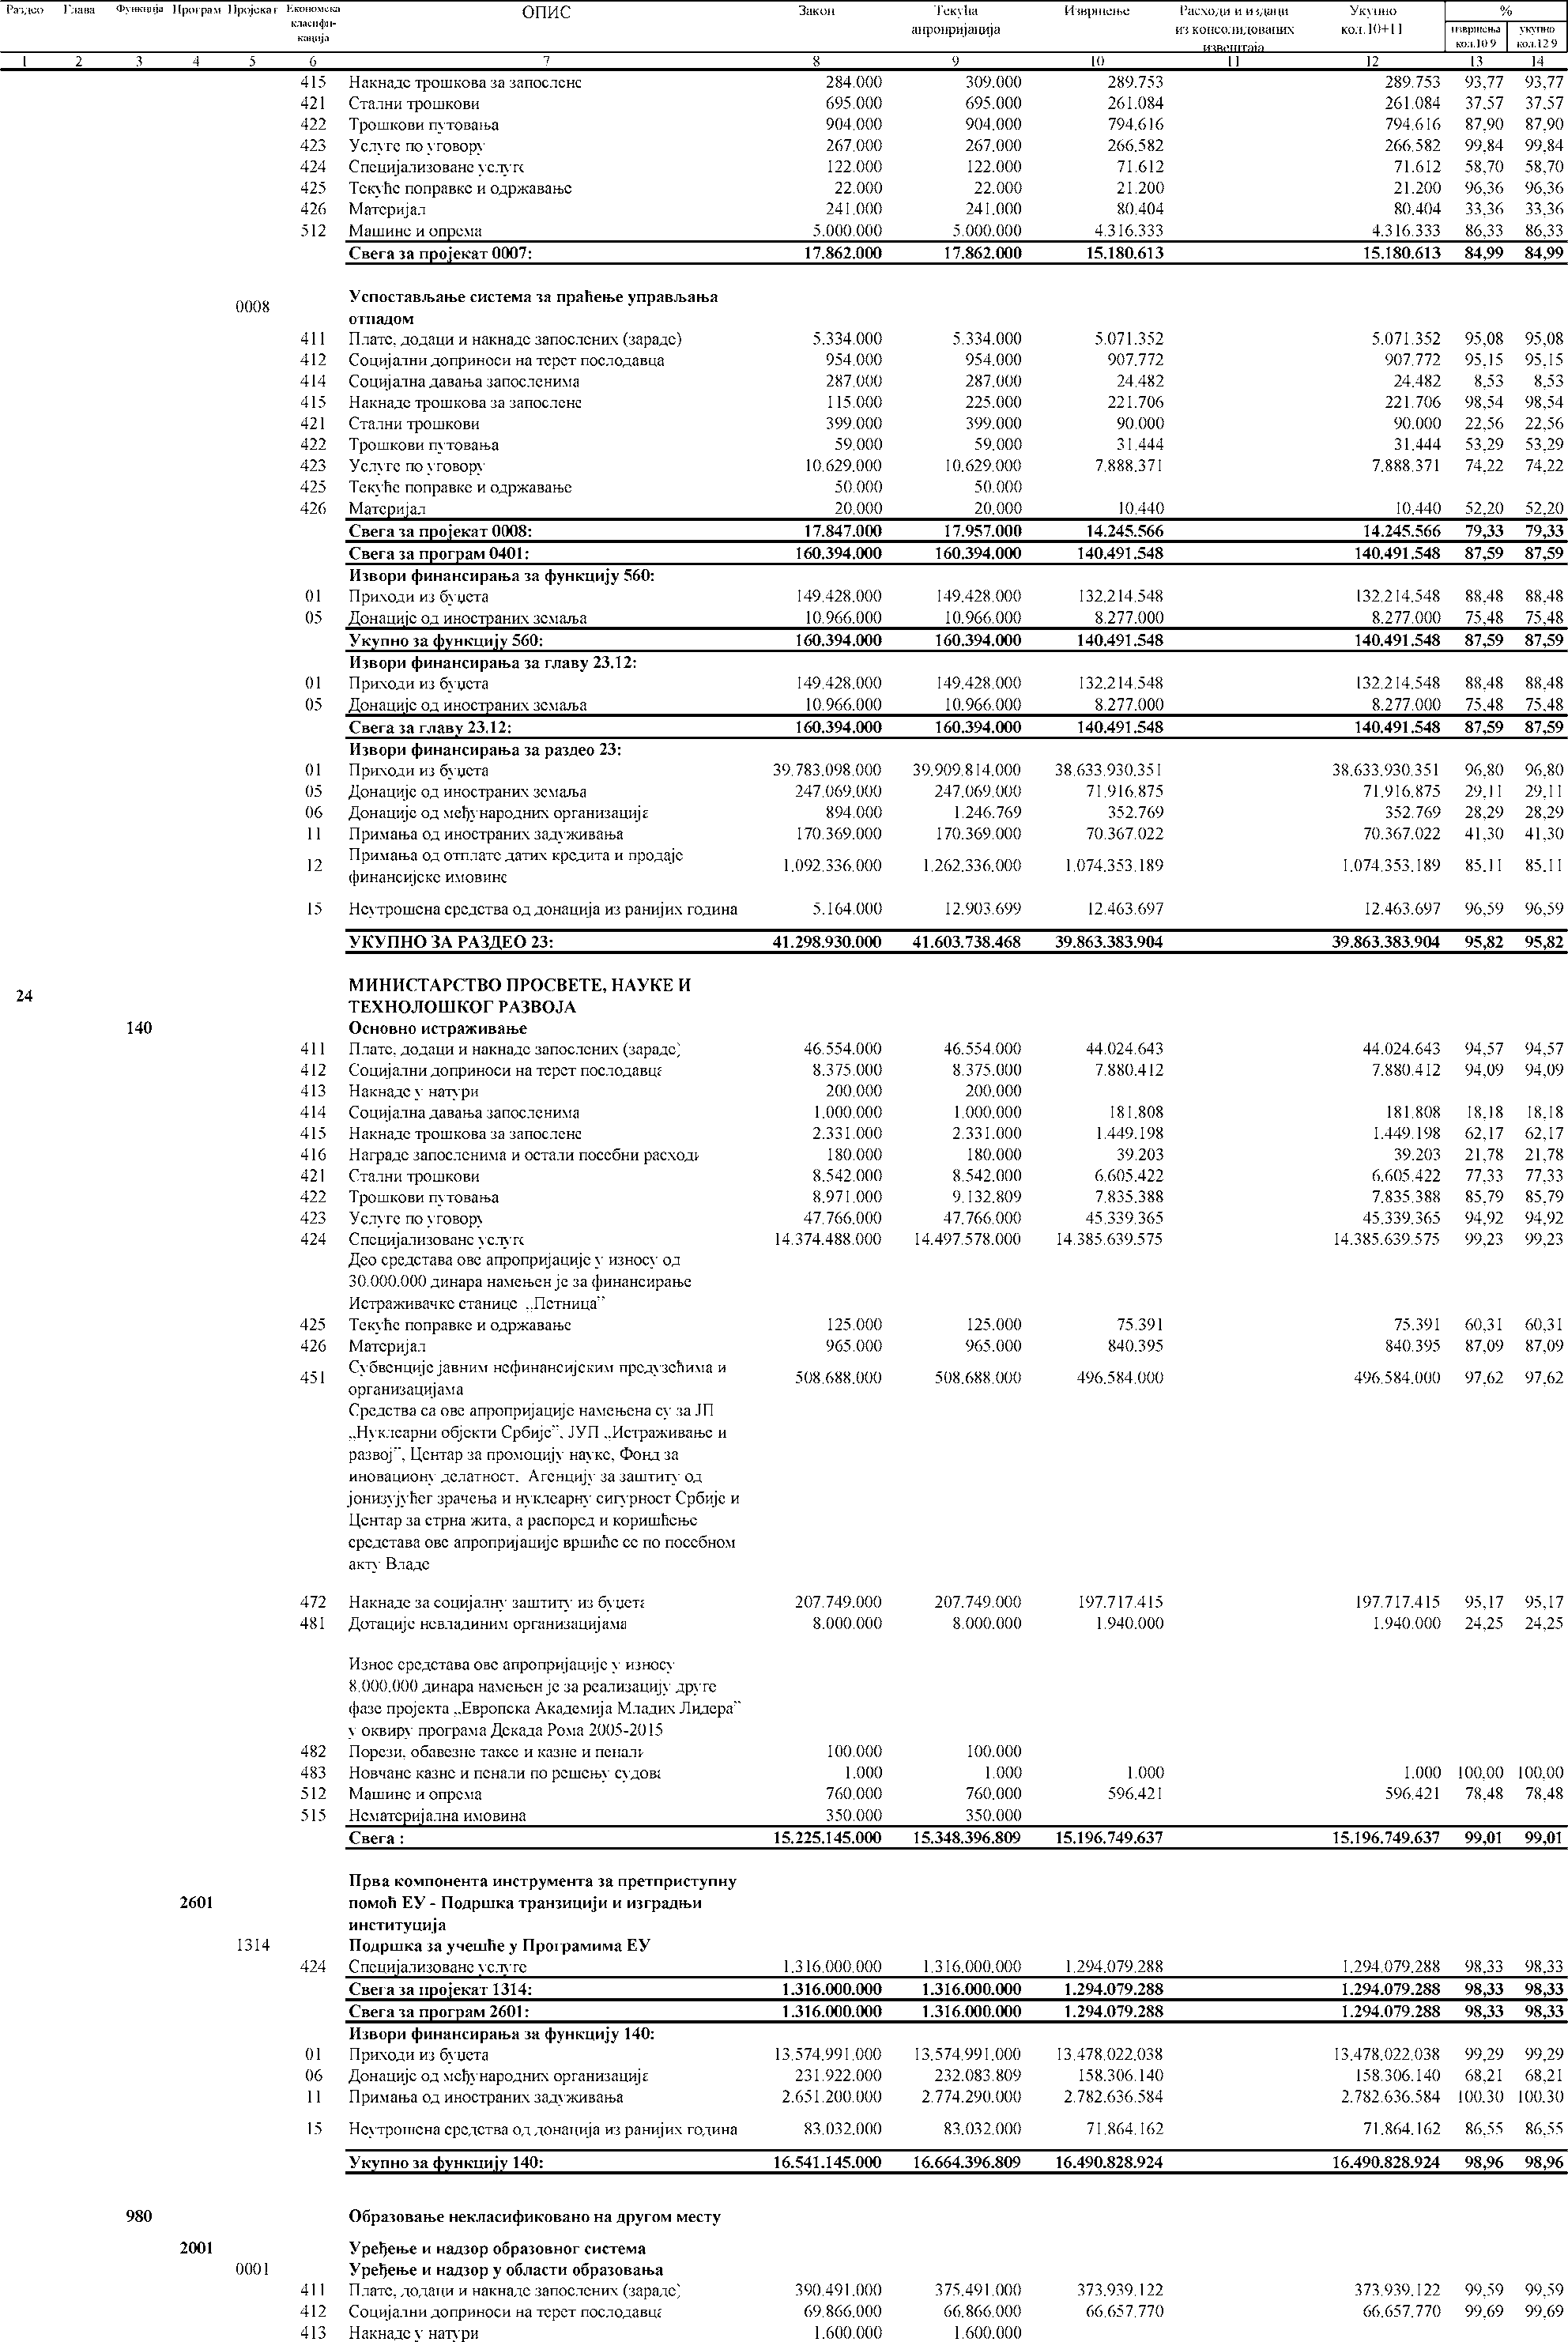 Раздео Глава Функција Програм Пројекат Економска класифи-кација ОПИС Закон Текућа апропријација Извршење Расходи и издаци из консолидованих извештаја Укупно кол.10+11 %
извршења кол.10/9 укупно кол.12/9
1 2 3 4 5 6 7 8 9 10 11 12 13 14
415 Накнаде трошкова за запослене 284.000 309.000 289.753 289.753 93,77 93,77
421 Стални трошкови 695.000 695.000 261.084 261.084 37,57 37,57
422 Трошкови путовања 904.000 904.000 794.616 794.616 87,90 87,90
423 Услуге по уговору 267.000 267.000 266.582 266.582 99,84 99,84
424 Специјализоване услуге 122.000 122.000 71.612 71.612 58,70 58,70
425 Текуће поправке и одржавање 22.000 22.000 21.200 21.200 96,36 96,36
426 Материјал 241.000 241.000 80.404 80.404 33,36 33,36
512 Машине и опрема 5.000.000 5.000.000 4.316.333 4.316.333 86,33 86,33
Свега за пројекат 0007: 17.862.000 17.862.000 15.180.613 15.180.613 84,99 84,99
0008 Успостављање система за праћење управљања
отпадом
411 Плате, додаци и накнаде запослених (зараде) 5.334.000 5.334.000 5.071.352 5.071.352 95,08 95,08
412 Социјални доприноси на терет послодавца 954.000 954.000 907.772 907.772 95,15 95,15
414 Социјална давања запосленима 287.000 287.000 24.482 24.482 8,53 8,53
415 Накнаде трошкова за запослене 115.000 225.000 221.706 221.706 98,54 98,54
421 Стални трошкови 399.000 399.000 90.000 90.000 22,56 22,56
422 Трошкови путовања 59.000 59.000 31.444 31.444 53,29 53,29
423 Услуге по уговору 10.629.000 10.629.000 7.888.371 7.888.371 74,22 74,22
425 Текуће поправке и одржавање 50.000 50.000
426 Материјал 20.000 20.000 10.440 10.440 52,20 52,20
Свега за пројекат 0008: 17.847.000 17.957.000 14.245.566 14.245.566 79,33 79,33
Свега за програм 0401: 160.394.000 160.394.000 140.491.548 140.491.548 87,59 87,59
Извори финансирања за функцију 560:
01 Приходи из буџета 149.428.000 149.428.000 132.214.548 132.214.548 88,48 88,48
05 Донације од иностраних земаља 10.966.000 10.966.000 8.277.000 8.277.000 75,48 75,48
Укупно за функцију 560: 160.394.000 160.394.000 140.491.548 140.491.548 87,59 87,59
Извори финансирања за главу 23.12:
01 Приходи из буџета 149.428.000 149.428.000 132.214.548 132.214.548 88,48 88,48
05 Донације од иностраних земаља 10.966.000 10.966.000 8.277.000 8.277.000 75,48 75,48
Свега за главу 23.12: 160.394.000 160.394.000 140.491.548 140.491.548 87,59 87,59
Извори финансирања за раздео 23:
01 Приходи из буџета 39.783.098.000 39.909.814.000 38.633.930.351 38.633.930.351 96,80 96,80
05 Донације од иностраних земаља 247.069.000 247.069.000 71.916.875 71.916.875 29,11 29,11
06 Донације од међународних организација 894.000 1.246.769 352.769 352.769 28,29 28,29
11 Примања од иностраних задуживања 170.369.000 170.369.000 70.367.022 70.367.022 41,30 41,30
12 Примања од отплате датих кредита и продаје
финансијске имовине 1.092.336.000 1.262.336.000 1.074.353.189 1.074.353.189 85,11 85,11
15 Неутрошена средства од донација из ранијих година 5.164.000 12.903.699 12.463.697 12.463.697 96,59 96,59
УКУПНО ЗА РАЗДЕО 23: 41.298.930.000 41.603.738.468 39.863.383.904 39.863.383.904 95,82 95,82
24 МИНИСТАРСТВО ПРОСВЕТЕ, НАУКЕ И
ТЕХНОЛОШКОГ РАЗВОЈА
140 Основно истраживање
411 Плате, додаци и накнаде запослених (зараде) 46.554.000 46.554.000 44.024.643 44.024.643 94,57 94,57
412 Социјални доприноси на терет послодавца 8.375.000 8.375.000 7.880.412 7.880.412 94,09 94,09
413 Накнаде у натури 200.000 200.000
414 Социјална давања запосленима 1.000.000 1.000.000 181.808 181.808 18,18 18,18
415 Накнаде трошкова за запослене 2.331.000 2.331.000 1.449.198 1.449.198 62,17 62,17
416 Награде запосленима и остали посебни расходи 180.000 180.000 39.203 39.203 21,78 21,78
421 Стални трошкови 8.542.000 8.542.000 6.605.422 6.605.422 77,33 77,33
422 Трошкови путовања 8.971.000 9.132.809 7.835.388 7.835.388 85,79 85,79
423 Услуге по уговору 47.766.000 47.766.000 45.339.365 45.339.365 94,92 94,92
424 Специјализоване услуге 14.374.488.000 14.497.578.000 14.385.639.575 14.385.639.575 99,23 99,23
Део средстава ове апропријације у износу од
30.000.000 динара намењен је за финансирање
Истраживачке станице „Петница”
425 Текуће поправке и одржавање 125.000 125.000 75.391 75.391 60,31 60,31
426 Материјал 965.000 965.000 840.395 840.395 87,09 87,09
451 Субвенције јавним нефинансијским предузећима и
организацијама 508.688.000 508.688.000 496.584.000 496.584.000 97,62 97,62
Средства са ове апропријације намењена су за ЈП
„Нуклеарни објекти Србије”, ЈУП „Истраживање и
развој”, Центар за промоцију науке, Фонд за
иновациону делатност, Агенцију за заштиту од
јонизујућег зрачења и нуклеарну сигурност Србије и
Центар за стрна жита, а распоред и коришћење
средстава ове апропријације вршиће се по посебном
акту Владе
472 Накнаде за социјалну заштиту из буџета 207.749.000 207.749.000 197.717.415 197.717.415 95,17 95,17
481 Дотације невладиним организацијама 8.000.000 8.000.000 1.940.000 1.940.000 24,25 24,25
Износ средстава ове апропријације у износу
8.000.000 динара намењен је за реализацију друге
фазе пројекта „Европска Академија Младих Лидера”
у оквиру програма Декада Рома 2005-2015
482 Порези, обавезне таксе и казне и пенали 100.000 100.000
483 Новчане казне и пенали по решењу судова 1.000 1.000 1.000 1.000 100,00 100,00
512 Машине и опрема 760.000 760.000 596.421 596.421 78,48 78,48
515 Нематеријална имовина 350.000 350.000
Свега : 15.225.145.000 15.348.396.809 15.196.749.637 15.196.749.637 99,01 99,01
2601 Прва компонента инструмента за претприступну
помоћ ЕУ - Подршка транзицији и изградњи
институција
1314 Подршка за учешће у Програмима ЕУ
424 Специјализоване услуге 1.316.000.000 1.316.000.000 1.294.079.288 1.294.079.288 98,33 98,33
Свега за пројекат 1314: 1.316.000.000 1.316.000.000 1.294.079.288 1.294.079.288 98,33 98,33
Свега за програм 2601: 1.316.000.000 1.316.000.000 1.294.079.288 1.294.079.288 98,33 98,33
Извори финансирања за функцију 140:
01 Приходи из буџета 13.574.991.000 13.574.991.000 13.478.022.038 13.478.022.038 99,29 99,29
06 Донације од међународних организација 231.922.000 232.083.809 158.306.140 158.306.140 68,21 68,21
11 Примања од иностраних задуживања 2.651.200.000 2.774.290.000 2.782.636.584 2.782.636.584 100,30 100,30
15 Неутрошена средства од донација из ранијих година 83.032.000 83.032.000 71.864.162 71.864.162 86,55 86,55
Укупно за функцију 140: 16.541.145.000 16.664.396.809 16.490.828.924 16.490.828.924 98,96 98,96
980 Образовање некласификовано на другом месту
2001 Уређење и надзор образовног система
0001 Уређење и надзор у области образовања
411 Плате, додаци и накнаде запослених (зараде) 390.491.000 375.491.000 373.939.122 373.939.122 99,59 99,59
412 Социјални доприноси на терет послодавца 69.866.000 66.866.000 66.657.770 66.657.770 99,69 99,69
413 Накнаде у натури 1.600.000 1.600.000